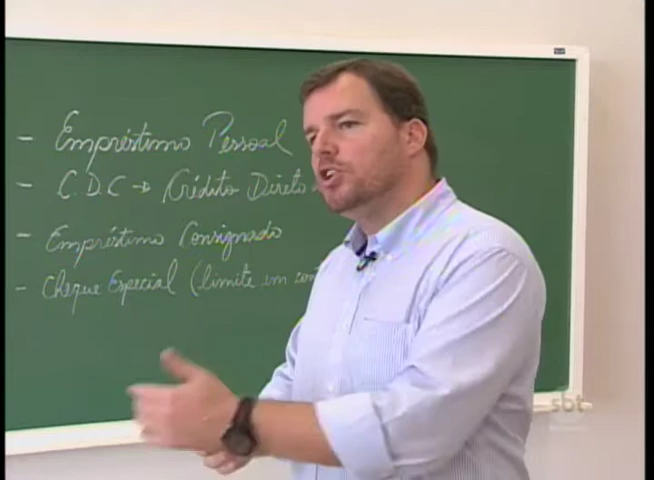 - Empréstimo Pessoal
- C.D.C → Crédito Direto
- Empréstimo Consignado
- Cheque Especial (limite em
sbt